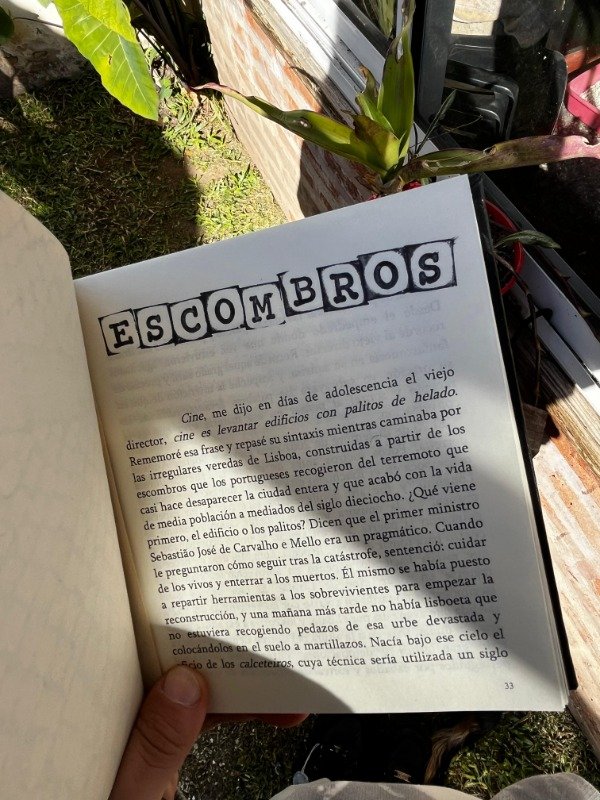 ESCOMBROS
Cine, me dijo en días de adolescencia el viejo
director, cine es levantar edificios con palitos de helado.
Rememoré esa frase y repasé su sintaxis mientras caminaba por
las irregulares veredas de Lisboa, construidas a partir de los
escombros que los portugueses recogieron del terremoto que
casi hace desaparecer la ciudad entera y que acabó con la vida
de media población a mediados del siglo dieciocho. ¿Qué viene
primero, el edificio o los palitos? Dicen que el primer ministro
Sebastião José de Carvalho e Mello era un pragmático. Cuando
le preguntaron cómo seguir tras la catástrofe, sentenció: cuidar
de los vivos y enterrar a los muertos. Él mismo se había puesto
a repartir herramientas a los sobrevivientes para empezar la
reconstrucción, y una mañana más tarde no había lisboeta que
no estuviera recogiendo pedazos de esa urbe devastada y
colocándolos en el suelo a martillazos. Nacía bajo ese cielo el
oficio de los calceteiros, cuya técnica sería utilizada un siglo
33